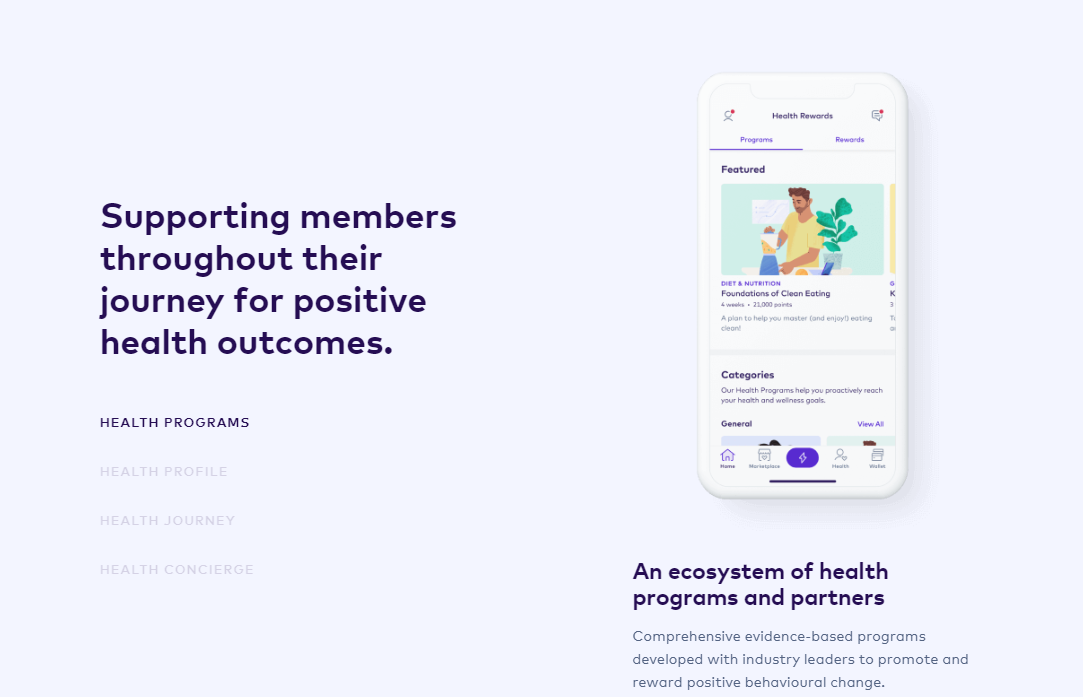 Supporting members
throughout their
journey for positive
health outcomes.
HEALTH PROGRAMS
HEALTH PROFILE
HEALTH JOURNEY
HEALTH CONCIERGE
Health Rewards
Programs
Rewards
Featured
DIET & NUTRITION
Foundations of Clean Eating
4 weeks • 21,000 points
A plan to help you master (and enjoy!) eating
clean!
G
K
3
Categories
Our Health Programs help you proactively reach
your health and wellness goals.
General
View All
Home
Marketplace
Health
Wallet
An ecosystem of health
programs and partners
Comprehensive evidence-based programs
developed with industry leaders to promote and
reward positive behavioural change.